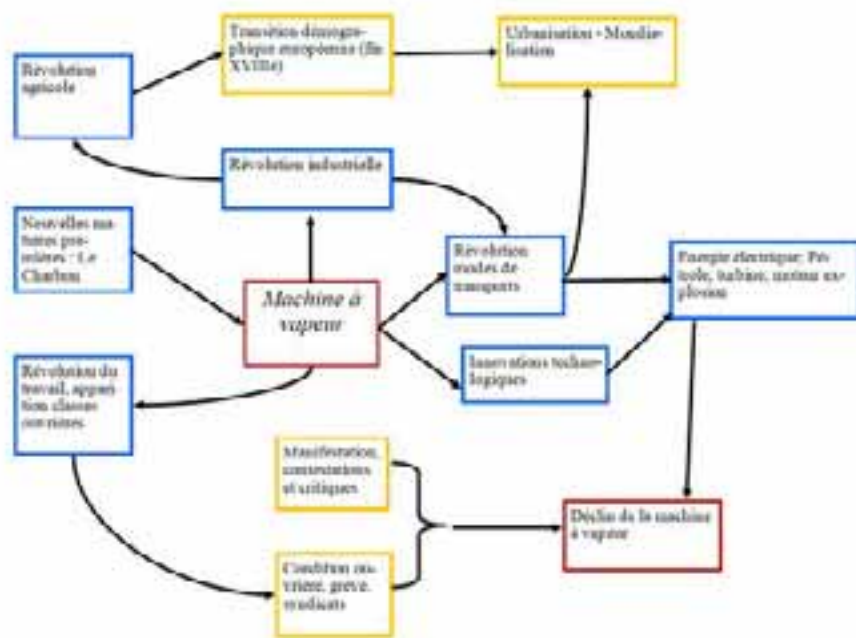 Transition démogra-
phique européenne (fin
XVIIIe)
Urbanisation - Mondia-
lisation
Révolution
agricole
Révolution industrielle
Nouvelles ma-
tières pre-
mières : Le
Charbon
Révolution
modes de
transports
Energie électrique; Pé-
trole, turbine, moteur ex-
plosion
Machine à
vapeur
Innovations techno-
logiques
Révolution du
travail, appari-
tion classes
ouvrières
Manifestation,
contestations
et critiques
Déclin de la machine
à vapeur
Condition ou-
vrière, grève,
syndicats